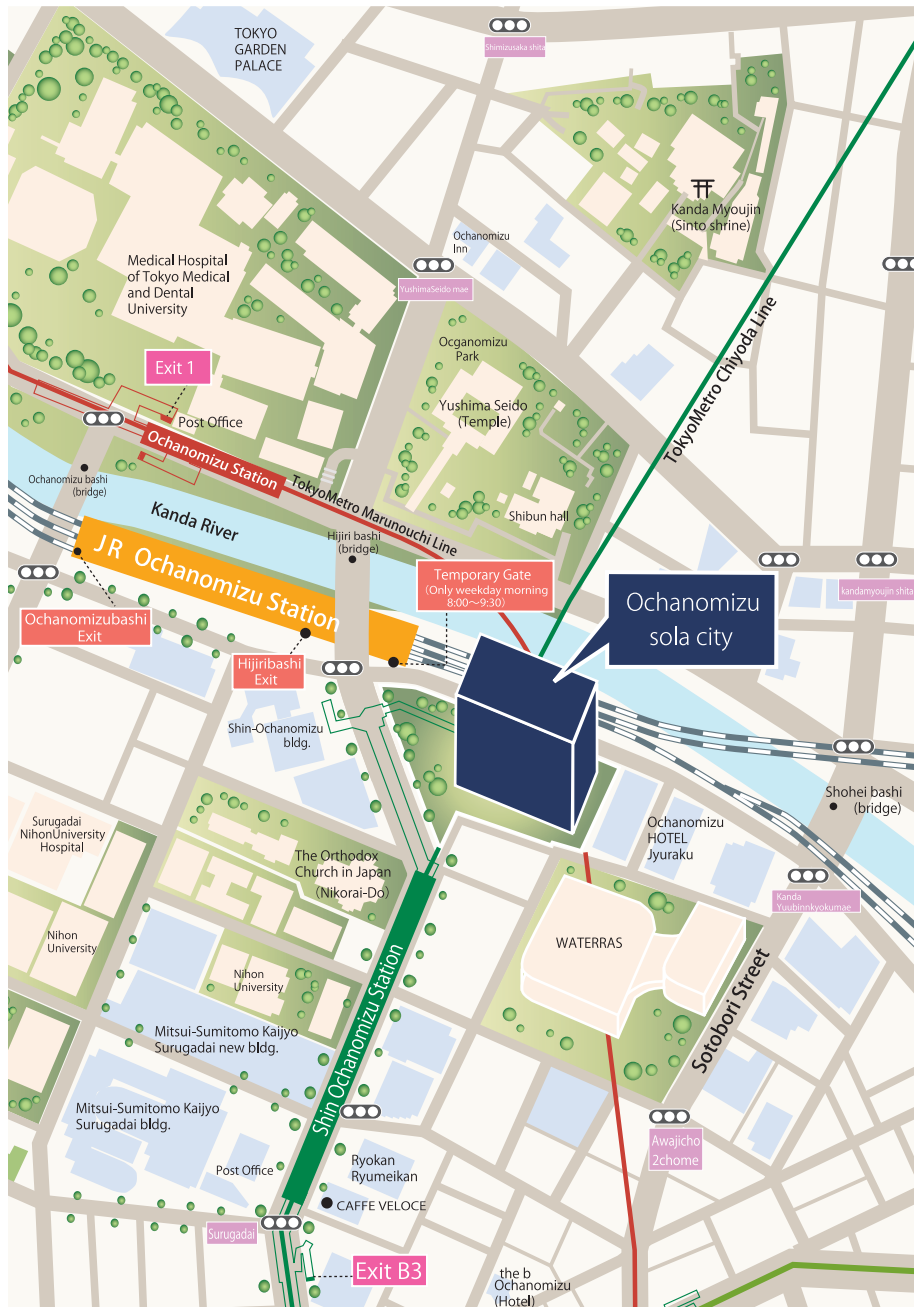 TOKYO
GARDEN
PALACE
Shimizusaka shita
Kanda Myoujin
(Sinto shrine)
Ochanomizu
Inn
Medical Hospital
of Tokyo Medical
and Dental
University
YushimaSeido mae
TokyoMetro Chiyoda Line
Ocganomizu
Park
Exit 1
Yushima Seido
(Temple)
Post Office
Ochanomizu Station
Ochanomizu bashi
(bridge)
TokyoMetro Marunouchi Line
Shibun hall
Kanda River
Hijiri bashi
(bridge)
JR Ochanomizu Station
Temporary Gate
(Only weekday morning
8:00～9:30)
kandamyoujin shita
Ochanomizu
sola city
Ochanomizubashi
Exit
Hijiribashi
Exit
Shin-Ochanomizu
bldg.
Shohei bashi
(bridge)
Surugadai
NihonUniversity
Hospital
Ochanomizu
HOTEL
Jyuraku
The Orthodox
Church in Japan
(Nikorai-Do)
Kanda
Yuubinnkyokumae
Nihon
University
WATERRAS
Nihon
University
Shin Ochanomizu Station
Sotobori Street
Mitsui-Sumitomo Kaijyo
Surugadai new bldg.
Mitsui-Sumitomo Kaijyo
Surugadai bldg.
Awajicho
2chome
Post Office
Ryokan
Ryumeikan
CAFFE VELOCE
Surugadai
Exit B3
the b
Ochanomizu
(Hotel)